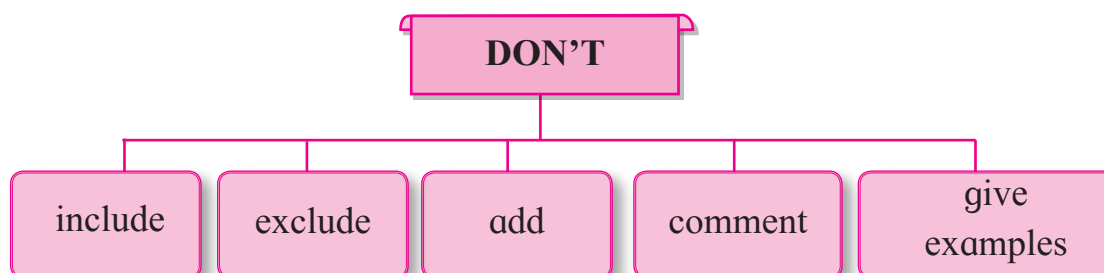 DON’T
include
exclude
add
comment
give
examples